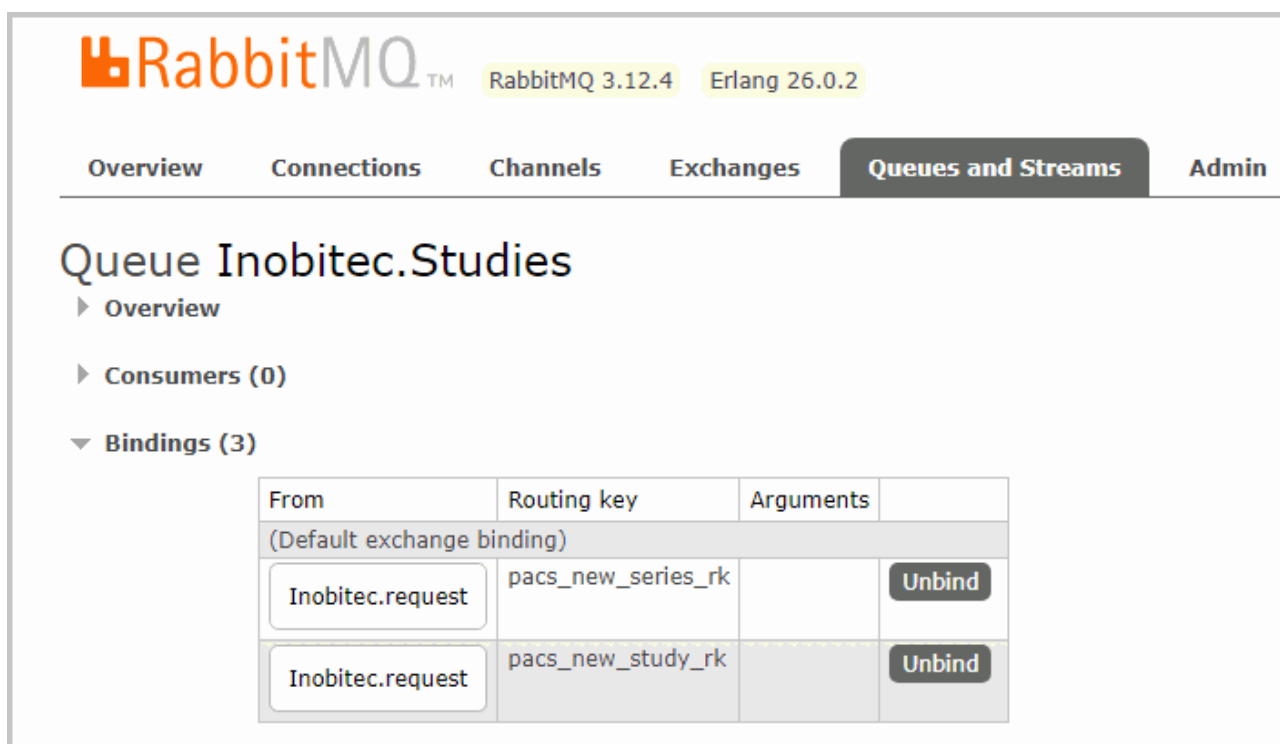 RabbitMQ TM RabbitMQ 3.12.4 Erlang 26.0.2
Overview Connections Channels Exchanges Queues and Streams Admin
Queue Inobitec.Studies
Overview
Consumers (0)
Bindings (3)
From Routing key Arguments
(Default exchange binding)
Inobitec.request pacs_new_series_rk Unbind
Inobitec.request pacs_new_study_rk Unbind